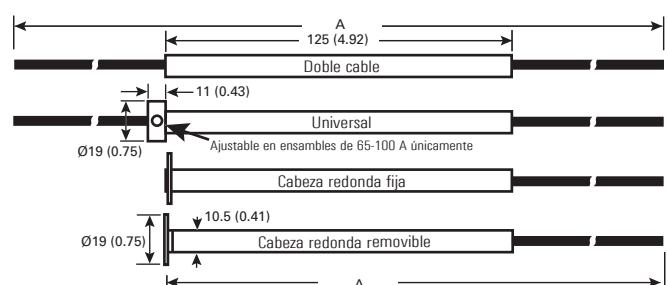 A
125 (4.92)
Doble cable
11 (0.43)
Universal
Ø19 (0.75)
Ajustable en ensambles de 65-100 A únicamente
Cabeza redonda fija
10.5 (0.41)
Ø19 (0.75)
Cabeza redonda removible
A